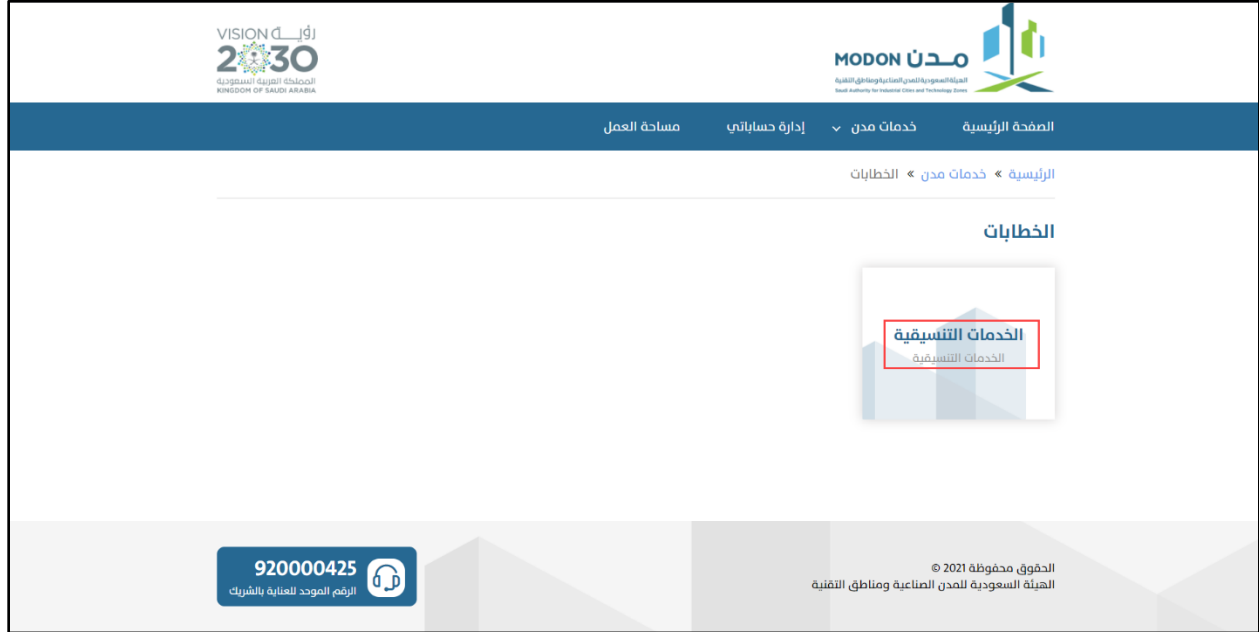 مـدن MODON
الهيئة السعودية للمدن الصناعية ومناطق التقنية
Saudi Authority for Industrial Cities and Technology Zones
VISION رؤيــة
2030
المملكة العربية السعودية
KINGDOM OF SAUDI ARABIA
الصفحة الرئيسية خدمات مدن إدارة حساباتي مساحة العمل
الرئيسية » خدمات مدن » الخطابات
الخطابات
الخدمات التنسيقية
الخدمات التنسيقية
الحقوق محفوظة 2021 ©
الهيئة السعودية للمدن الصناعية ومناطق التقنية
920000425
الرقم الموحد للعناية بالشريك